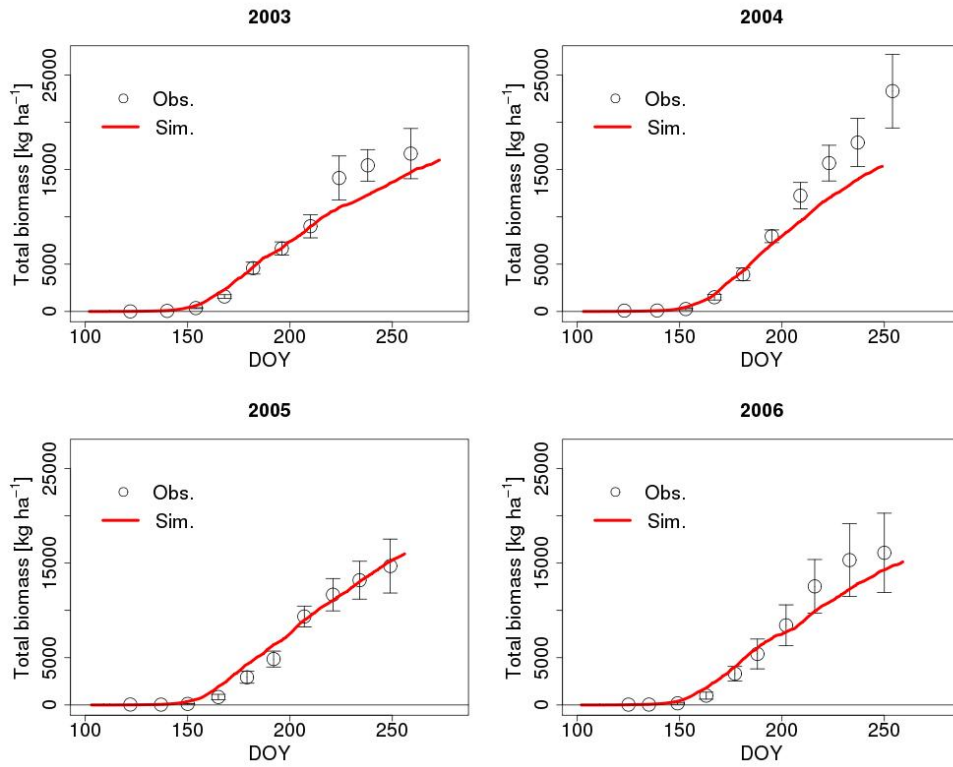 2003
Total biomass [kg ha⁻¹]
0 5000 15000 25000
Obs.
Sim.
100 150 200 250
DOY
2004
Total biomass [kg ha⁻¹]
0 5000 15000 25000
Obs.
Sim.
100 150 200 250
DOY
2005
Total biomass [kg ha⁻¹]
0 5000 15000 25000
Obs.
Sim.
100 150 200 250
DOY
2006
Total biomass [kg ha⁻¹]
0 5000 15000 25000
Obs.
Sim.
100 150 200 250
DOY